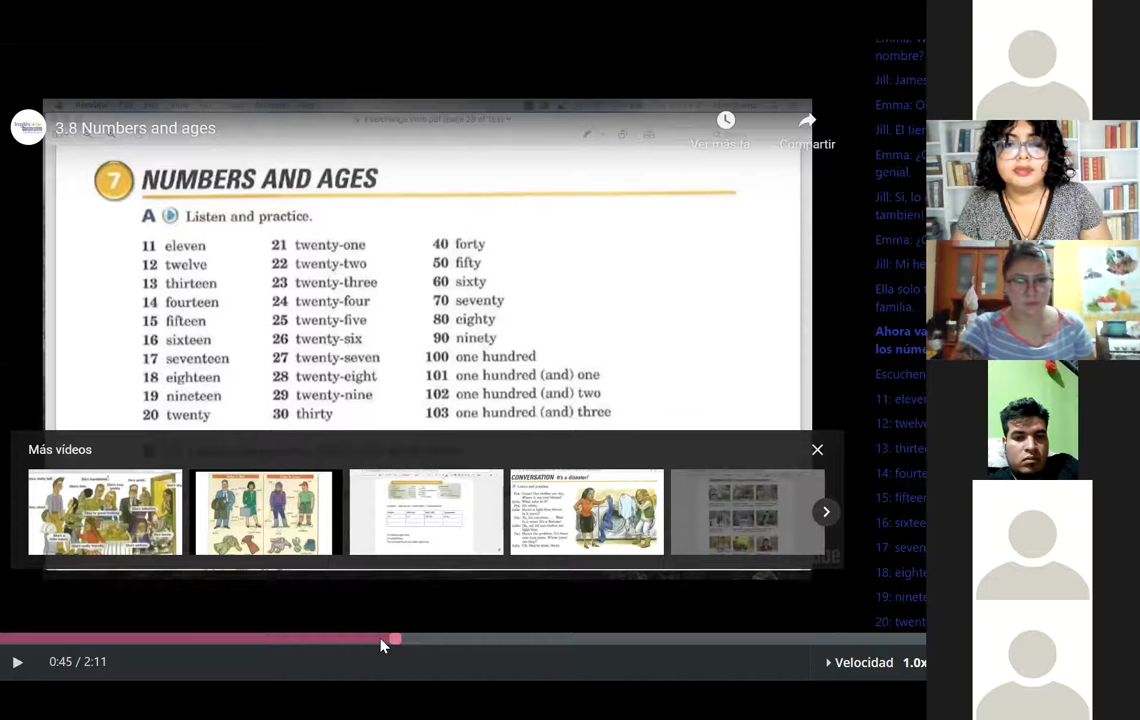 3.8 Numbers and ages
Ver más ta
Compartir
7 NUMBERS AND AGES
A Listen and practice.
11 eleven
12 twelve
13 thirteen
14 fourteen
15 fifteen
16 sixteen
17 seventeen
18 eighteen
19 nineteen
20 twenty
21 twenty-one
22 twenty-two
23 twenty-three
24 twenty-four
25 twenty-five
26 twenty-six
27 twenty-seven
28 twenty-eight
29 twenty-nine
30 thirty
40 forty
50 fifty
60 sixty
70 seventy
80 eighty
90 ninety
100 one hundred
101 one hundred (and) one
102 one hundred (and) two
103 one hundred (and) three
Más vídeos
CONVERSATION It's a disaster!
0:45 / 2:11
Velocidad 1.0x
nombre?
Jill: James
Emma: O
Jill. El tier
Emma: ¿
genial.
Jill: Si, lo
tambien!
Emma: ¿
Jill: Mi he
Ella solo t
familia.
Ahora va
los núme
Escuchen
11: eleve
12: twelv
13. thirte
14: fourte
15: fifteen
16: sixtee
17: seven
18: eighte
19: ninete
20: twent